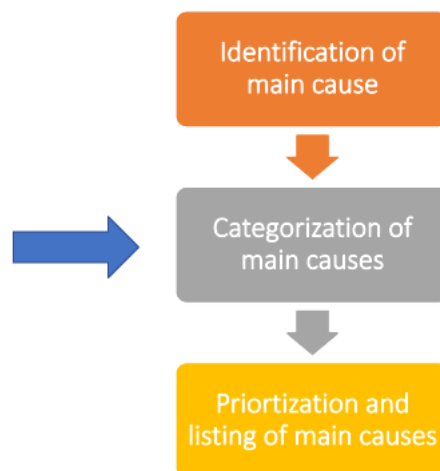 Identification of
main cause
Categorization of
main causes
Priortization and
listing of main causes